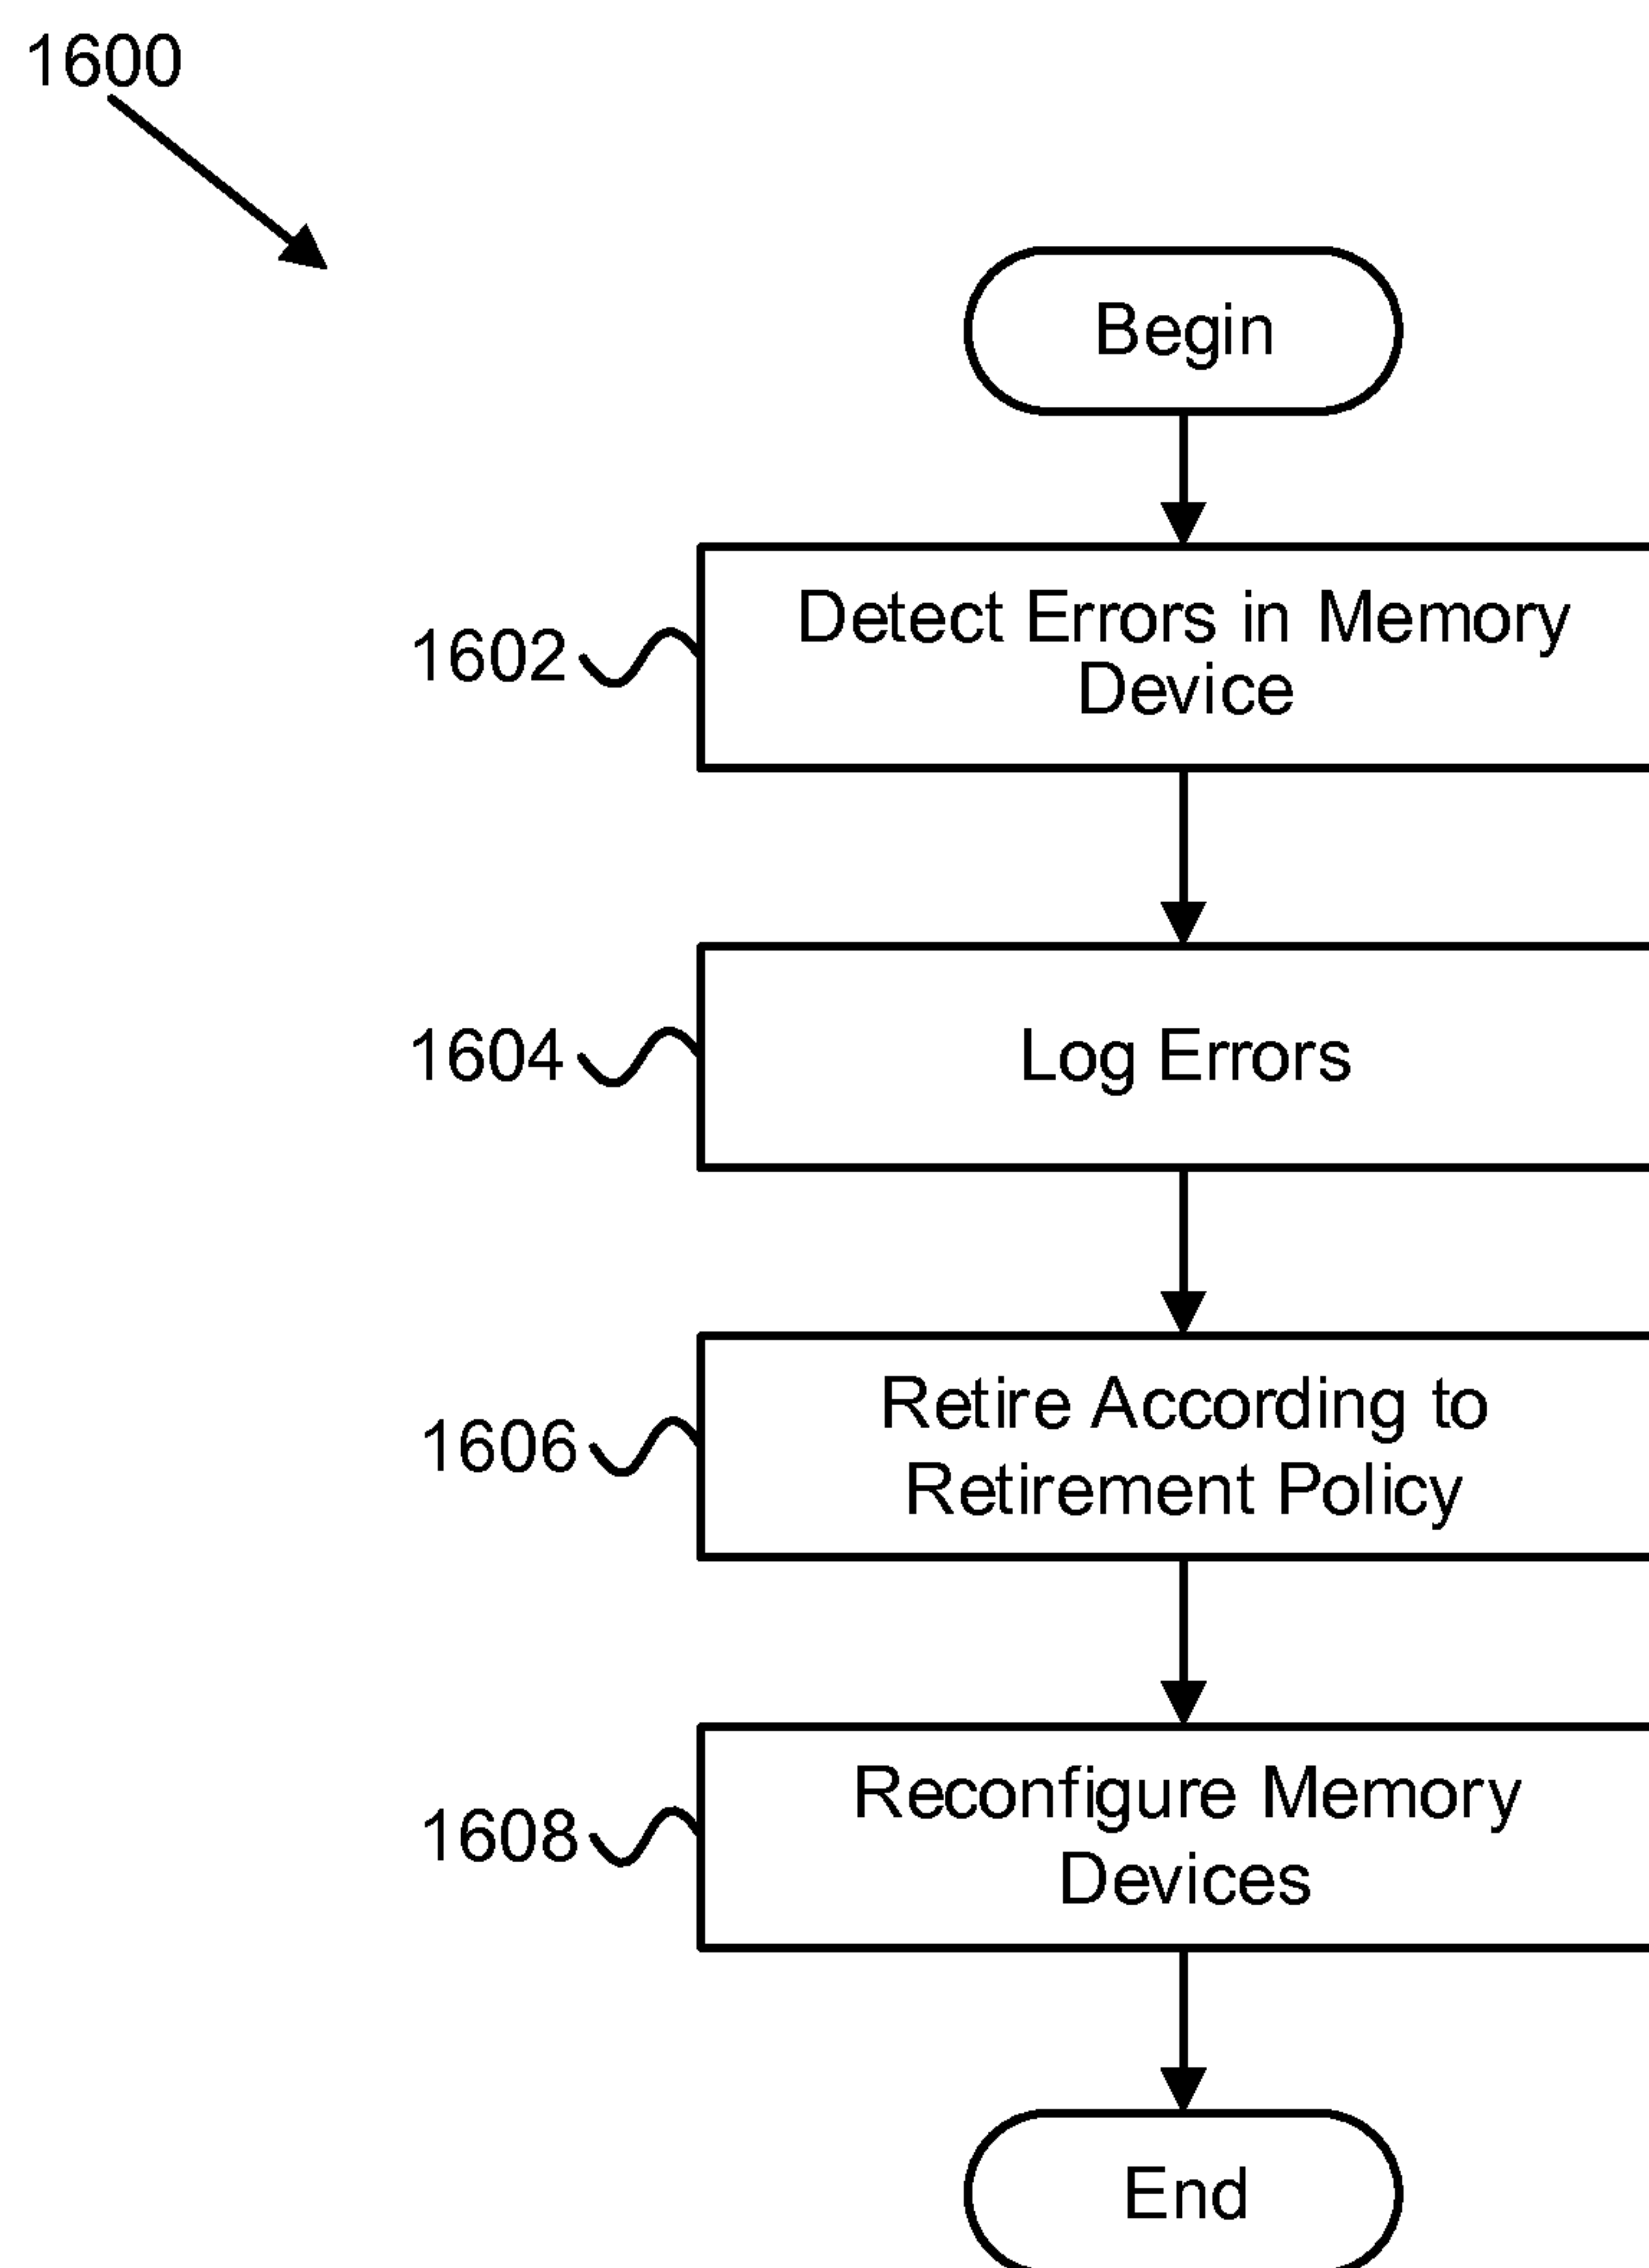 1600
Begin
1602
Detect Errors in Memory
Device
1604
Log Errors
1606
Retire According to
Retirement Policy
1608
Reconfigure Memory
Devices
End